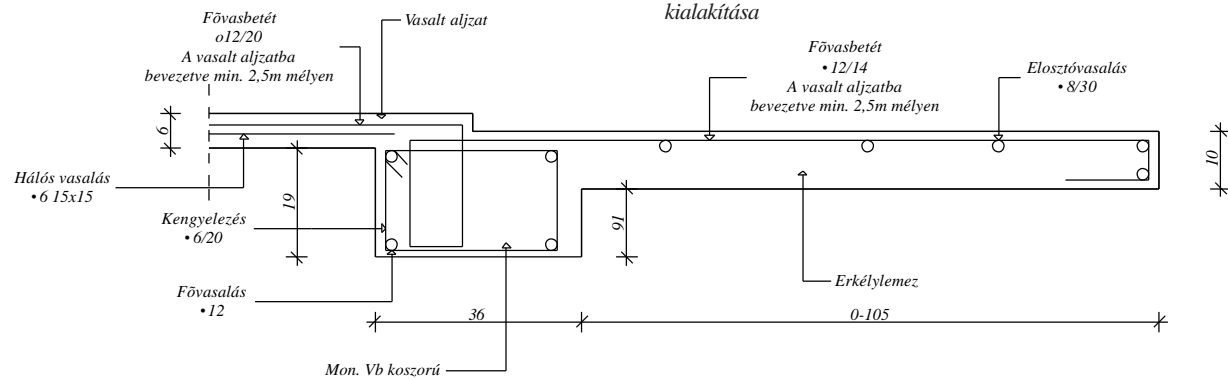 kialakítása
Fõvasbetét
o12/20
A vasalt aljzatba
bevezetve min. 2,5m mélyen
Vasalt aljzat
Fõvasbetét
•12/14
A vasalt aljzatba
bevezetve min. 2,5m mélyen
Elosztóvasalás
•8/30
6
10
Hálós vasalás
•6 15x15
19
Kengyelezés
•6/20
91
Fõvasalás
•12
Erkélylemez
36
0-105
Mon. Vb koszorú